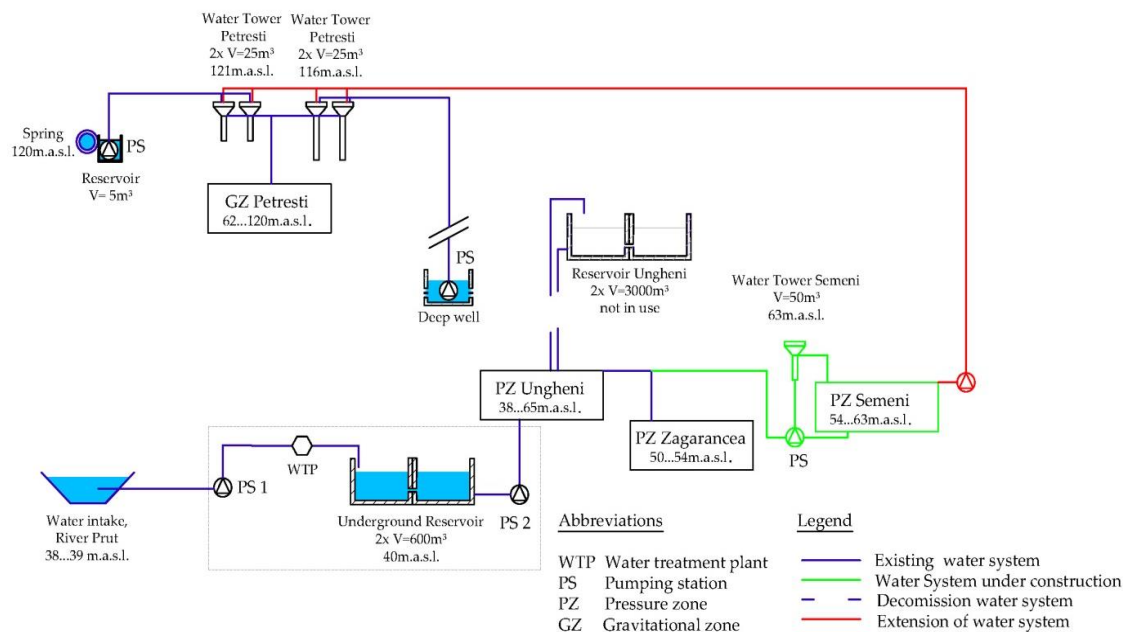 Water Tower
Petresti
2x V=25m³
121m.a.s.l.
Water Tower
Petresti
2x V=25m³
116m.a.s.l.
Spring
120m.a.s.l.
PS
Reservoir
V= 5m³
GZ Petresti
62...120m.a.s.l.
PS
Deep well
Reservoir Ungheni
2x V=3000m³
not in use
Water Tower Semeni
V=50m³
63m.a.s.l.
PZ Ungheni
38...65m.a.s.l.
PZ Semeni
54...63m.a.s.l.
PZ Zagarancea
50...54m.a.s.l.
PS
WTP
PS 1
PS 2
Water intake,
River Prut
38...39 m.a.s.l.
Underground Reservoir
2x V=600m³
40m.a.s.l.
Abbreviations
WTP Water treatment plant
PS Pumping station
PZ Pressure zone
GZ Gravitational zone
Legend
Existing water system
Water System under construction
Decomission water system
Extension of water system